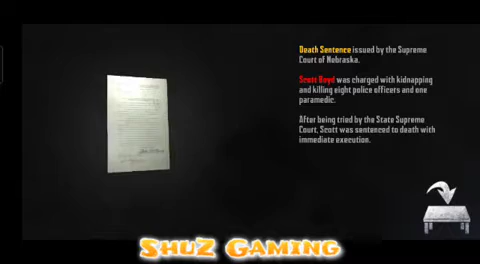 Death Sentence issued by the Supreme
Court of Nebraska.
Scott Boyd was charged with kidnapping
and killing eight police officers and one
paramedic.
After being tried by the State Supreme
Court, Scott was sentenced to death with
immediate execution.
SHUZ GAMING